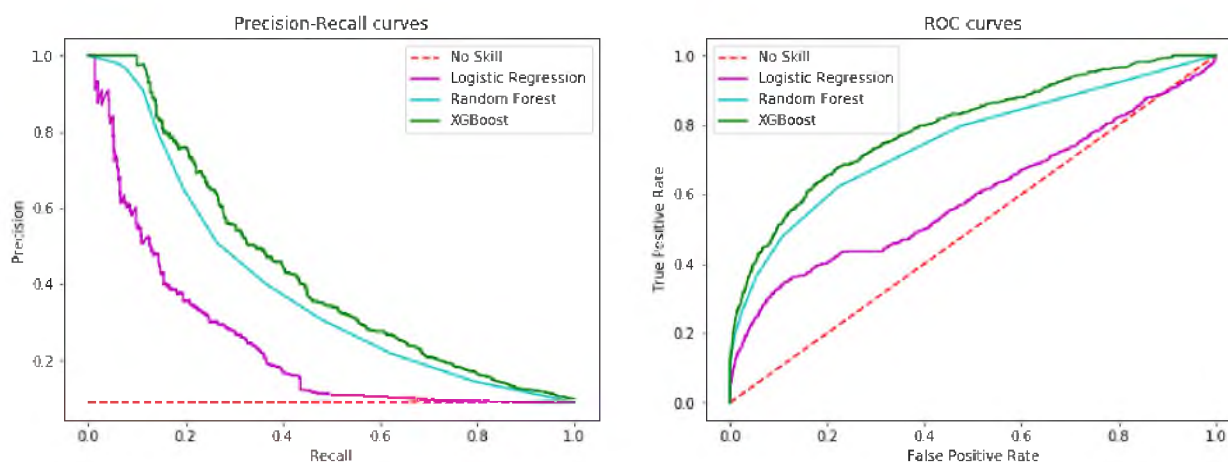 Precision-Recall curves
1.0
0.8
0.6
0.4
0.2
Precision
0.0
0.2
0.4
0.6
0.8
1.0
Recall
No Skill
Logistic Regression
Random Forest
XGBoost
ROC curves
1.0
0.8
0.6
0.4
0.2
0.0
True Positive Rate
0.0
0.2
0.4
0.6
0.8
1.0
False Positive Rate
No Skill
Logistic Regression
Random Forest
XGBoost